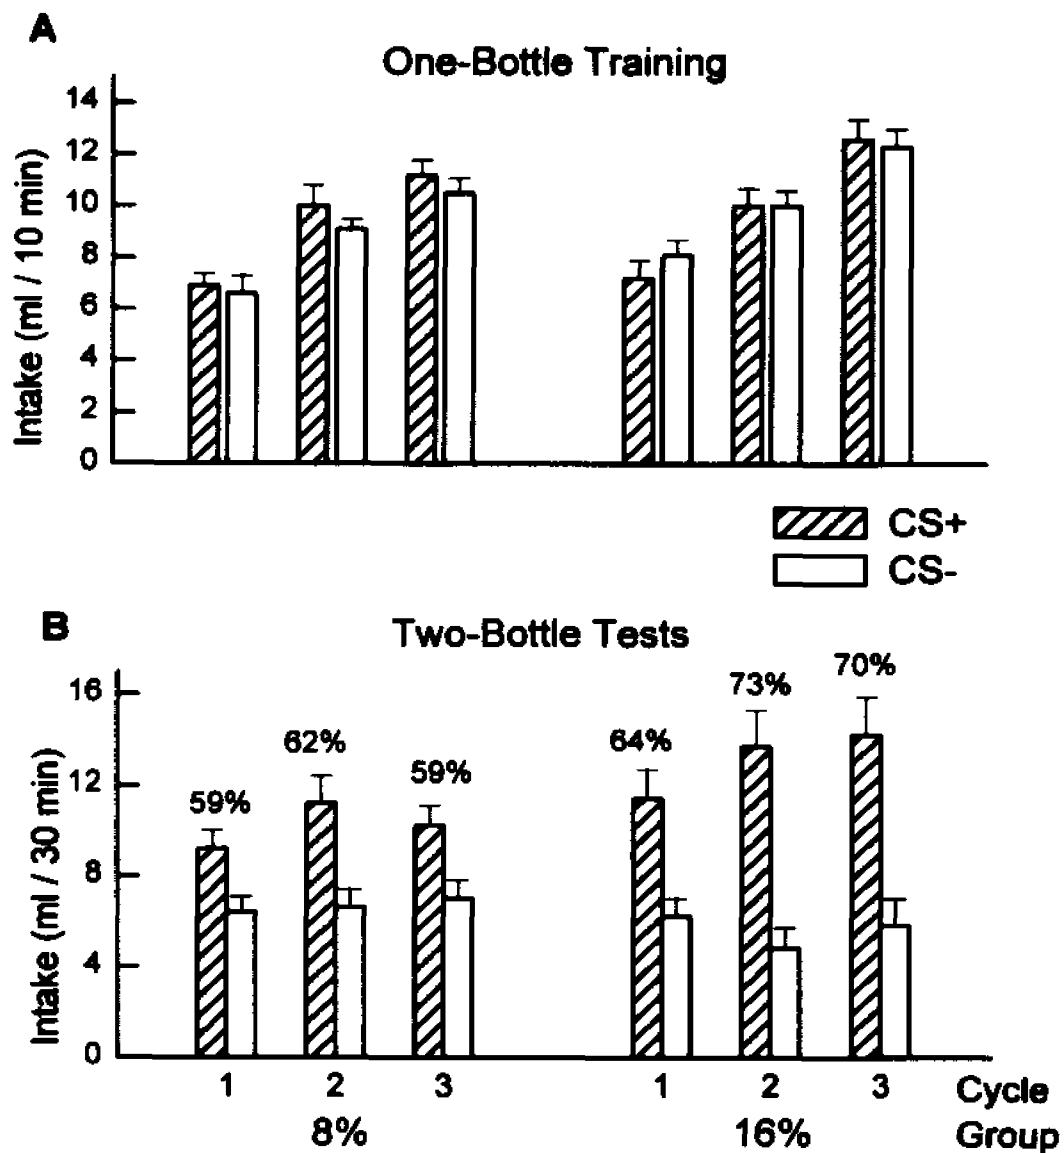 A
One-Bottle Training
Intake (ml / 10 min)
14
12
10
8
6
4
2
0
CS+
CS-
B
Two-Bottle Tests
Intake (ml / 30 min)
16
12
8
4
0
59%
62%
59%
64%
73%
70%
1 2 3 1 2 3 Cycle
8% 16% Group